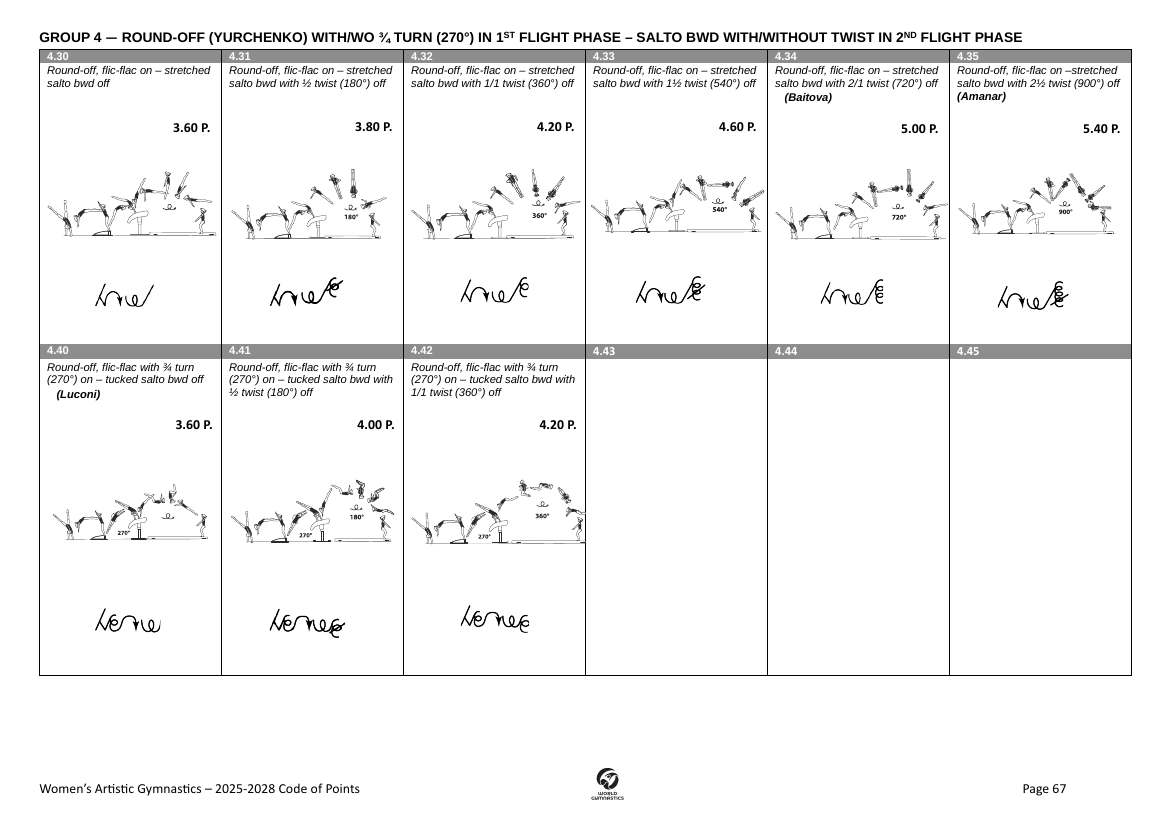 GROUP 4 — ROUND-OFF (YURCHENKO) WITH/WO ¾ TURN (270°) IN 1ST FLIGHT PHASE – SALTO BWD WITH/WITHOUT TWIST IN 2ND FLIGHT PHASE
4.30
Round-off, flic-flac on – stretched
salto bwd off
3.60 P.
4.31
Round-off, flic-flac on – stretched
salto bwd with ½ twist (180°) off
3.80 P.
180°
4.32
Round-off, flic-flac on – stretched
salto bwd with 1/1 twist (360°) off
4.20 P.
360°
4.33
Round-off, flic-flac on – stretched
salto bwd with 1½ twist (540°) off
4.60 P.
540°
4.34
Round-off, flic-flac on – stretched
salto bwd with 2/1 twist (720°) off
(Baitova)
5.00 P.
720°
4.35
Round-off, flic-flac on –stretched
salto bwd with 2½ twist (900°) off
(Amanar)
5.40 P.
900°
4.40
Round-off, flic-flac with ¾ turn
(270°) on – tucked salto bwd off
(Luconi)
3.60 P.
270°
4.41
Round-off, flic-flac with ¾ turn
(270°) on – tucked salto bwd with
½ twist (180°) off
4.00 P.
180°
270°
4.42
Round-off, flic-flac with ¾ turn
(270°) on – tucked salto bwd with
1/1 twist (360°) off
4.20 P.
360°
270°
4.43
4.44
4.45
Women's Artistic Gymnastics – 2025-2028 Code of Points
WORLD
GYMNASTICS
Page 67